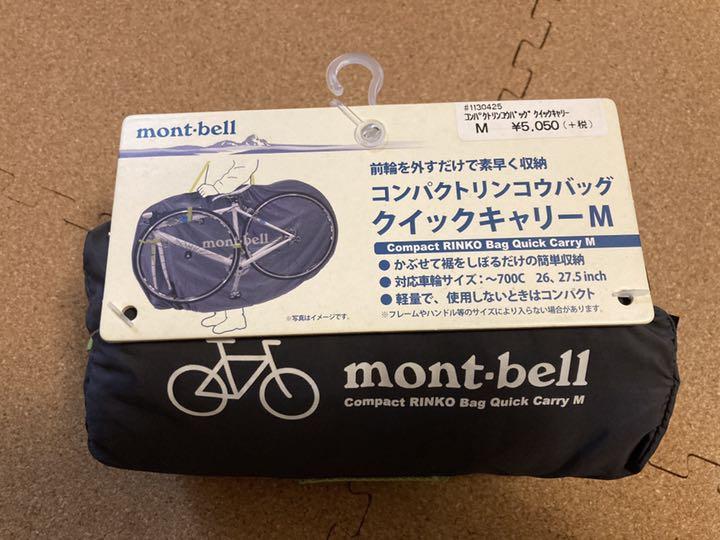 #1130425
コンパクトリンコウバッグ クイックキャリー
M ¥5,050(+税)
mont-bell
前輪を外すだけで素早く収納
コンパクトリンコウバッグ
クイックキャリー M
Compact RINKO Bag Quick Carry M
● かぶせて裾をしぼるだけの簡単収納
● 対応車輪サイズ:～700C 26、27.5 inch
● 軽量で、使用しないときはコンパクト
※フレームやハンドル等のサイズにより入らない場合があります。
mont-bell
※写真はイメージです。
mont-bell
Compact RINKO Bag Quick Carry M